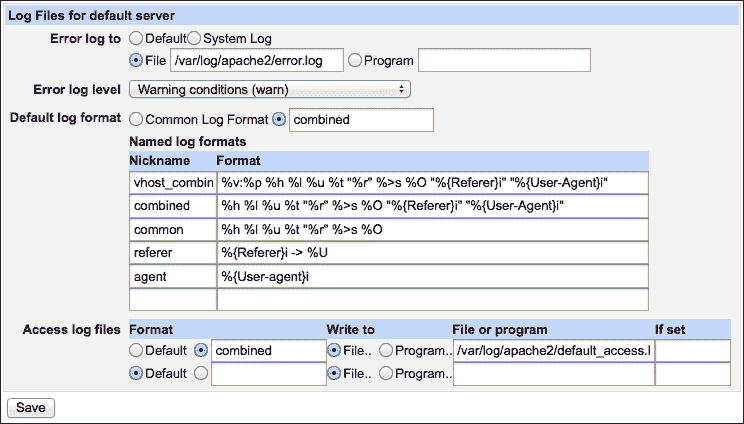 Log Files for default server
Error log to Default System Log
File /var/log/apache2/error.log Program
Error log level Warning conditions (warn)
Default log format Common Log Format combined
Named log formats
Nickname Format
vhost_combin %v:%p %h %l %u %t "%r" %>s %O "%{Referer}i" "%{User-Agent}i"
combined %h %l %u %t "%r" %>s %O "%{Referer}i" "%{User-Agent}i"
common %h %l %u %t "%r" %>s %O
referer %{Referer}i -> %U
agent %{User-agent}i
Access log files Format Write to File or program If set
Default combined File.. Program.. /var/log/apache2/default_access.l
Default File.. Program..
Save